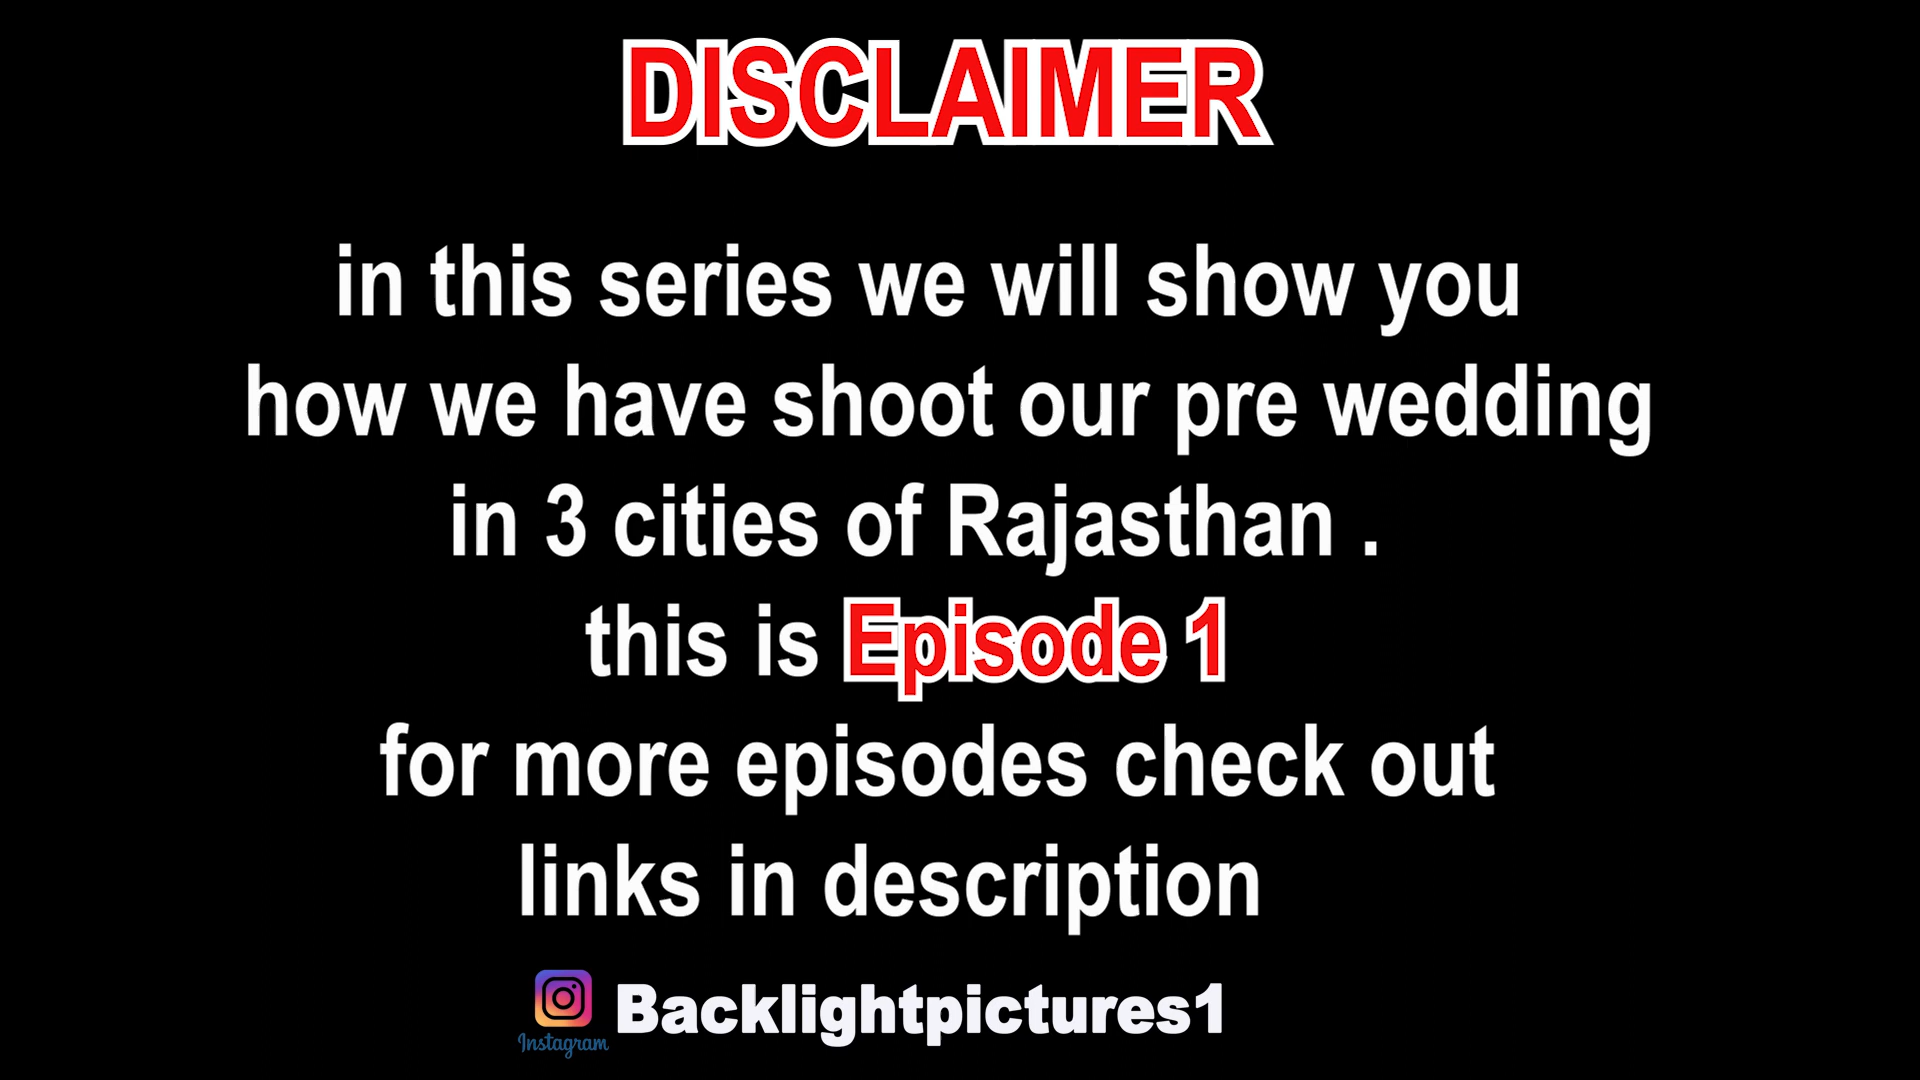 DISCLAIMER
in this series we will show you
how we have shoot our pre wedding
in 3 cities of Rajasthan .
this is Episode 1
for more episodes check out
links in description
Backlightpictures1
Instagram